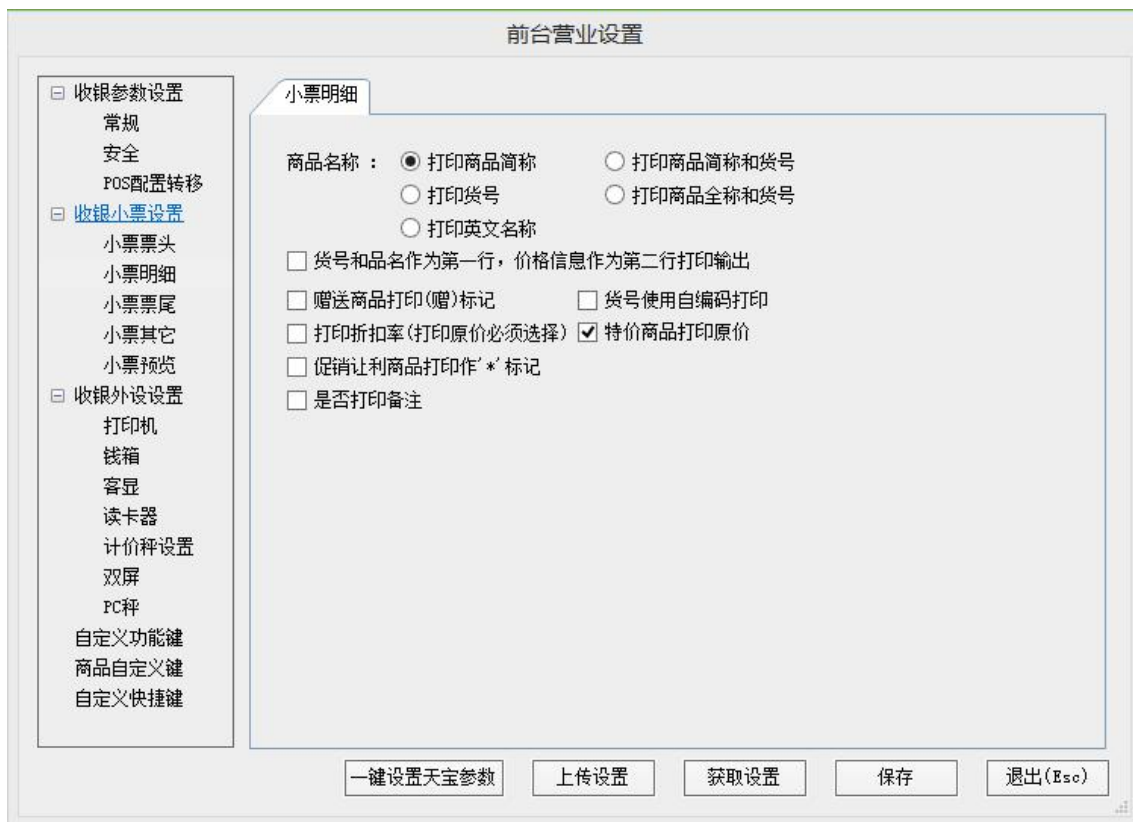 前台营业设置
收银参数设置
常规
安全
POS配置转移
收银小票设置
小票票头
小票明细
小票票尾
小票其它
小票预览
收银外设设置
打印机
钱箱
客显
读卡器
计价秤设置
双屏
PC秤
自定义功能键
商品自定义键
自定义快捷键
小票明细
商品名称： 打印商品简称 打印商品简称和货号
打印货号 打印商品全称和货号
打印英文名称
货号和品名作为第一行，价格信息作为第二行打印输出
赠送商品打印(赠)标记 货号使用自编码打印
打印折扣率(打印原价必须选择) 特价商品打印原价
促销让利商品打印作'*'标记
是否打印备注
一键设置天宝参数 上传设置 获取设置 保存 退出(Esc)